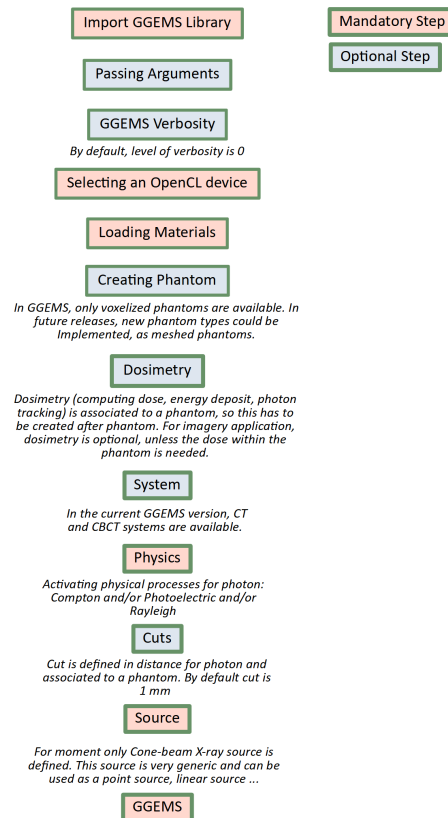 Import GGEMS Library
Mandatory Step
Passing Arguments
Optional Step
GGEMS Verbosity
By default, level of verbosity is 0
Selecting an OpenCL device
Loading Materials
Creating Phantom
In GGEMS, only voxelized phantoms are available. In
future releases, new phantom types could be
Implemented, as meshed phantoms.
Dosimetry
Dosimetry (computing dose, energy deposit, photon
tracking) is associated to a phantom, so this has to
be created after phantom. For imagery application,
dosimetry is optional, unless the dose within the
phantom is needed.
System
In the current GGEMS version, CT
and CBCT systems are available.
Physics
Activating physical processes for photon:
Compton and/or Photoelectric and/or
Rayleigh
Cuts
Cut is defined in distance for photon and
associated to a phantom. By default cut is
1 mm
Source
For moment only Cone-beam X-ray source is
defined. This source is very generic and can be
used as a point source, linear source ...
GGEMS